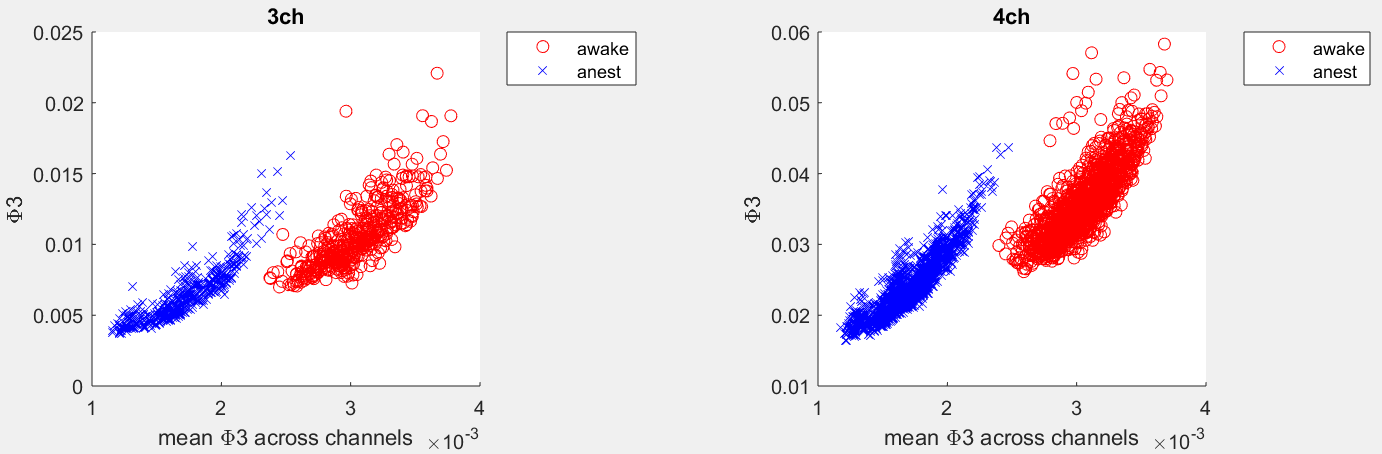 3ch
0.025
0.02
0.015
0.01
0.005
0
Φ3
1
2
3
4
mean Φ3 across channels
×10-3
awake
anest
4ch
0.06
0.05
0.04
0.03
0.02
0.01
Φ3
1
2
3
4
mean Φ3 across channels
×10-3
awake
anest